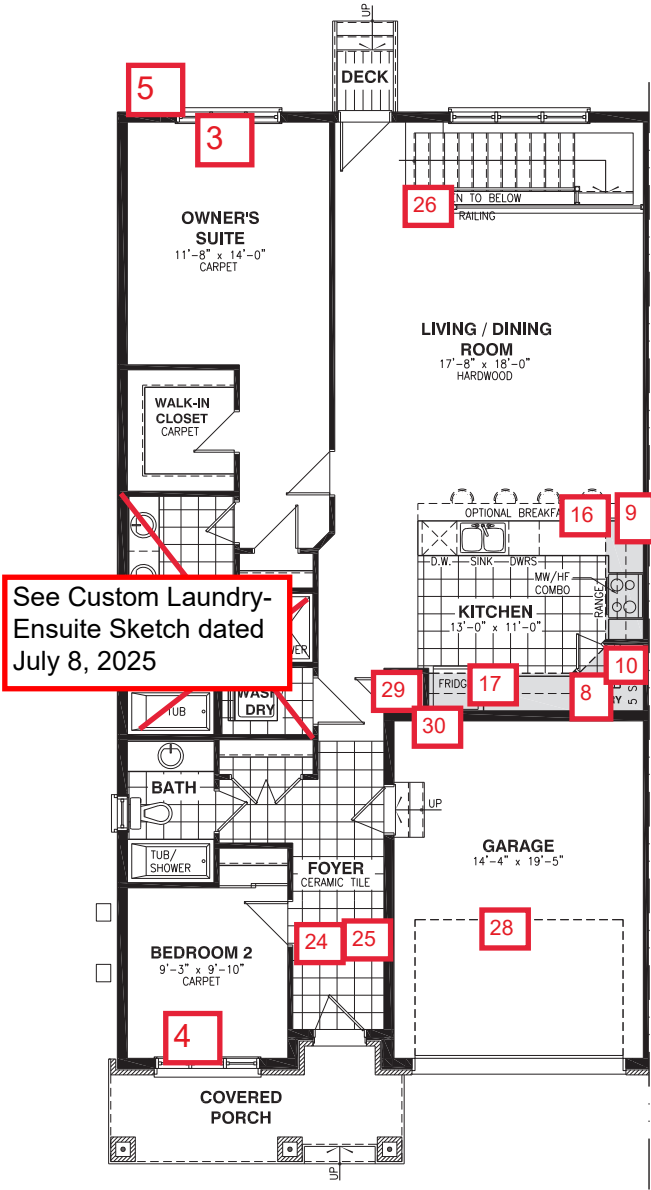 UP
DECK
5
3
26
EN TO BELOW
RAILING
OWNER'S
SUITE
11'-8" x 14'-0"
CARPET
LIVING / DINING
ROOM
17'-8" x 18'-0"
HARDWOOD
WALK-IN
CLOSET
CARPET
OPTIONAL BREAKFA
16
9
D.W.
SINK
DWRS
MW/HF
COMBO
RANGE
KITCHEN
13'-0" x 11'-0"
See Custom Laundry-
Ensuite Sketch dated
July 8, 2025
10
29
FRIDG
17
8
5 S
RY
30
WASH
DRY
TUB
BATH
UP
TUB/
SHOWER
GARAGE
14'-4" x 19'-5"
FOYER
CERAMIC TILE
24
25
28
BEDROOM 2
9'-3" x 9'-10"
CARPET
4
COVERED
PORCH
UP